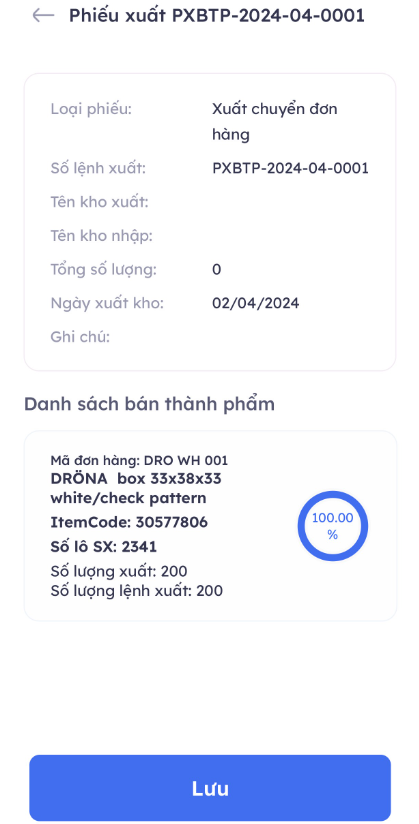 Phiếu xuất PXBTP-2024-04-0001
Loại phiếu: Xuất chuyển đơn
hàng
Số lệnh xuất: PXBTP-2024-04-0001
Tên kho xuất:
Tên kho nhập:
Tổng số lượng: 0
Ngày xuất kho: 02/04/2024
Ghi chú:
Danh sách bán thành phẩm
Mã đơn hàng: DRO WH 001
DRÖNA box 33x38x33
white/check pattern
ItemCode: 30577806
Số lô SX: 2341
Số lượng xuất: 200
Số lượng lệnh xuất: 200
100.00
%
Lưu